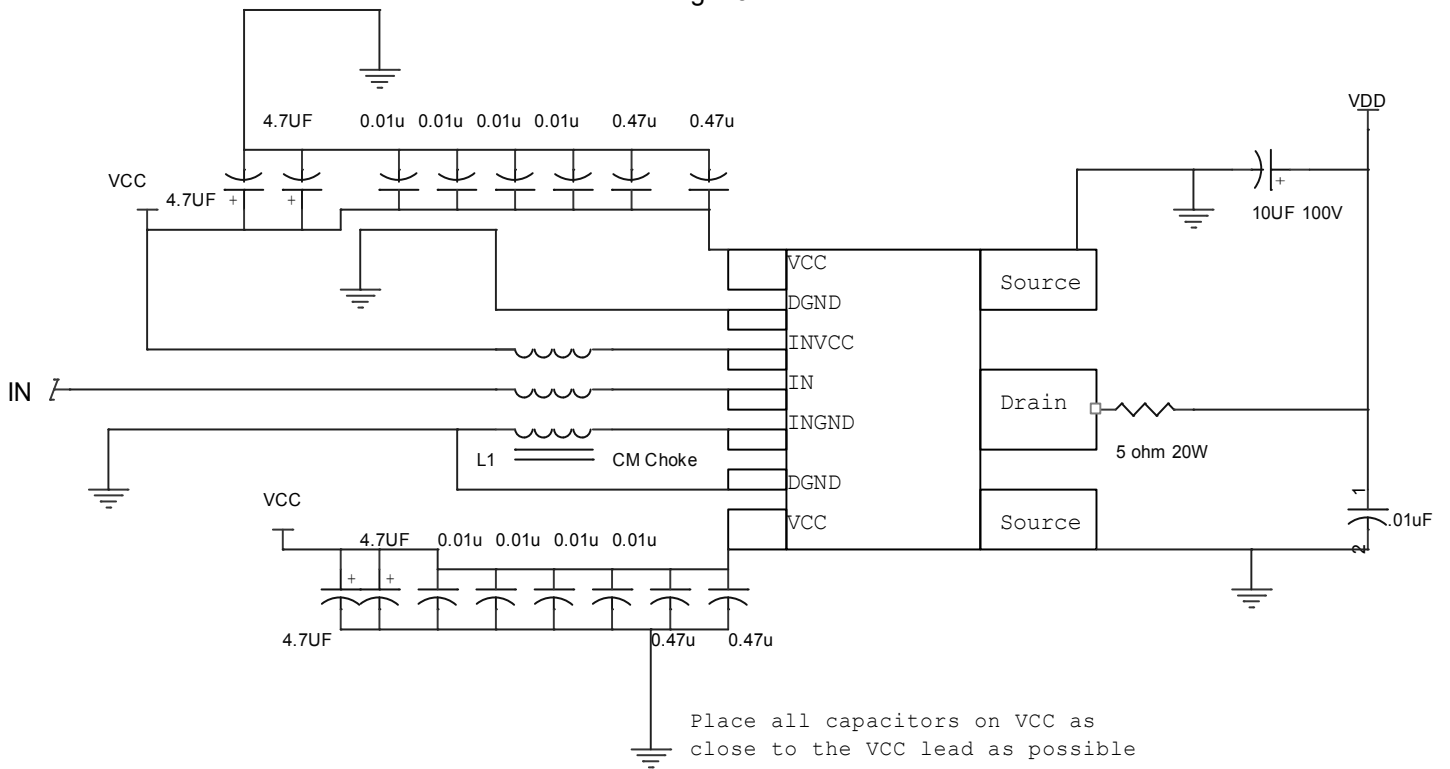 VDD
4.7UF 0.01u 0.01u 0.01u 0.01u 0.47u 0.47u
VCC
4.7UF +
+
+
10UF 100V
VCC
DGND
INVCC
IN
INGND
DGND
VCC
Source
Drain
Source
IN
L1
CM Choke
5 ohm 20W
1
.01uF
2
VCC
4.7UF 0.01u 0.01u 0.01u 0.01u
+ +
4.7UF
0.47u 0.47u
Place all capacitors on VCC as
close to the VCC lead as possible